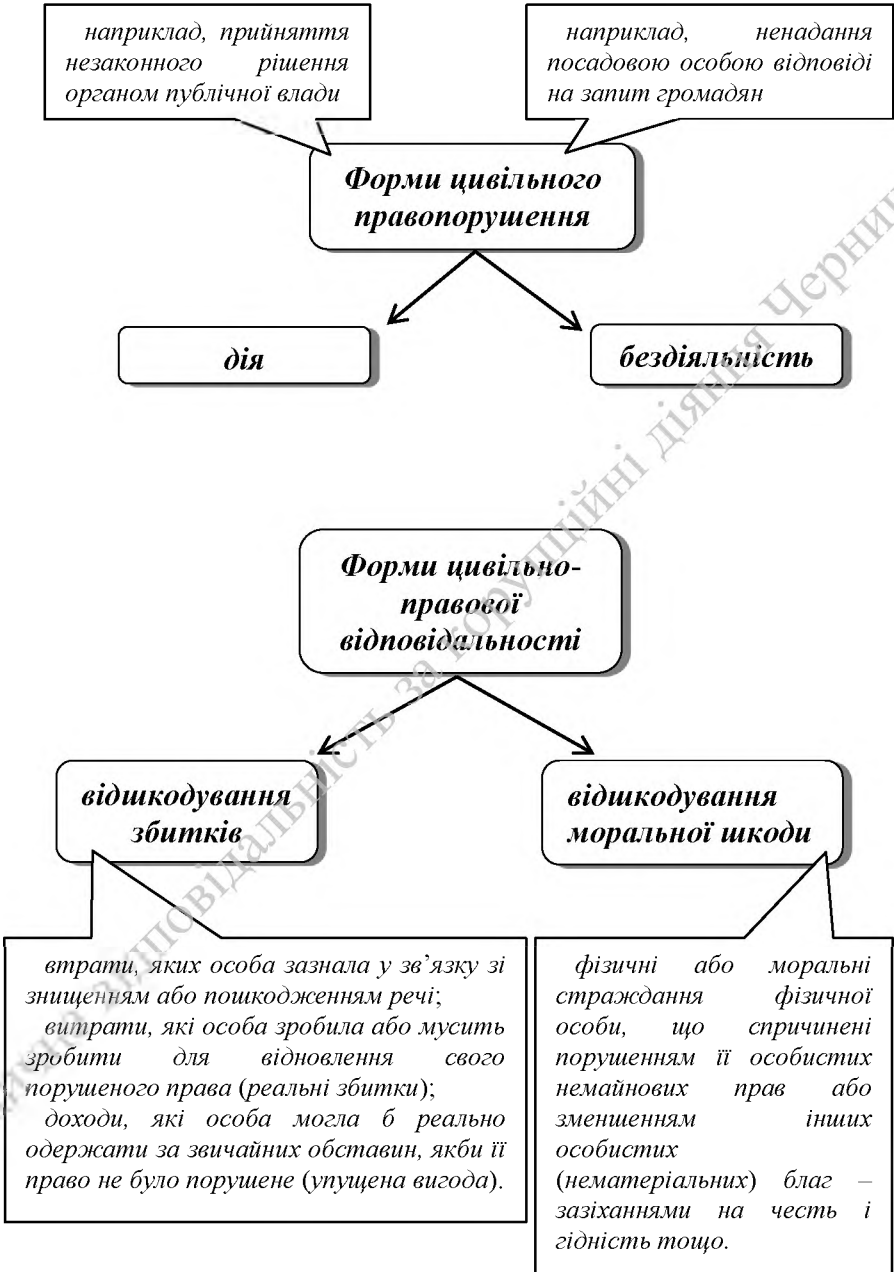 наприклад, прийняття
незаконного рішення
органом публічної влади
наприклад, ненадання
посадовою особою відповіді
на запит громадян
Форми цивільного
правопорушення
дія
бездіяльність
Форми цивільно-
правової
відповідальності
відшкодування
збитків
відшкодування
моральної шкоди
втрати, яких особа зазнала у зв’язку зі
знищенням або пошкодженням речі;
витрати, які особа зробила або мусить
зробити для відновлення свого
порушеного права (реальні збитки);
доходи, які особа могла б реально
одержати за звичайних обставин, якби її
право не було порушене (упущена вигода).
фізичні або моральні
страждання фізичної
особи, що спричинені
порушенням її особистих
немайнових прав або
зменшенням інших
особистих
(нематеріальних) благ –
зазіханнями на честь і
гідність тощо.
відповідальність за корупційні діяння